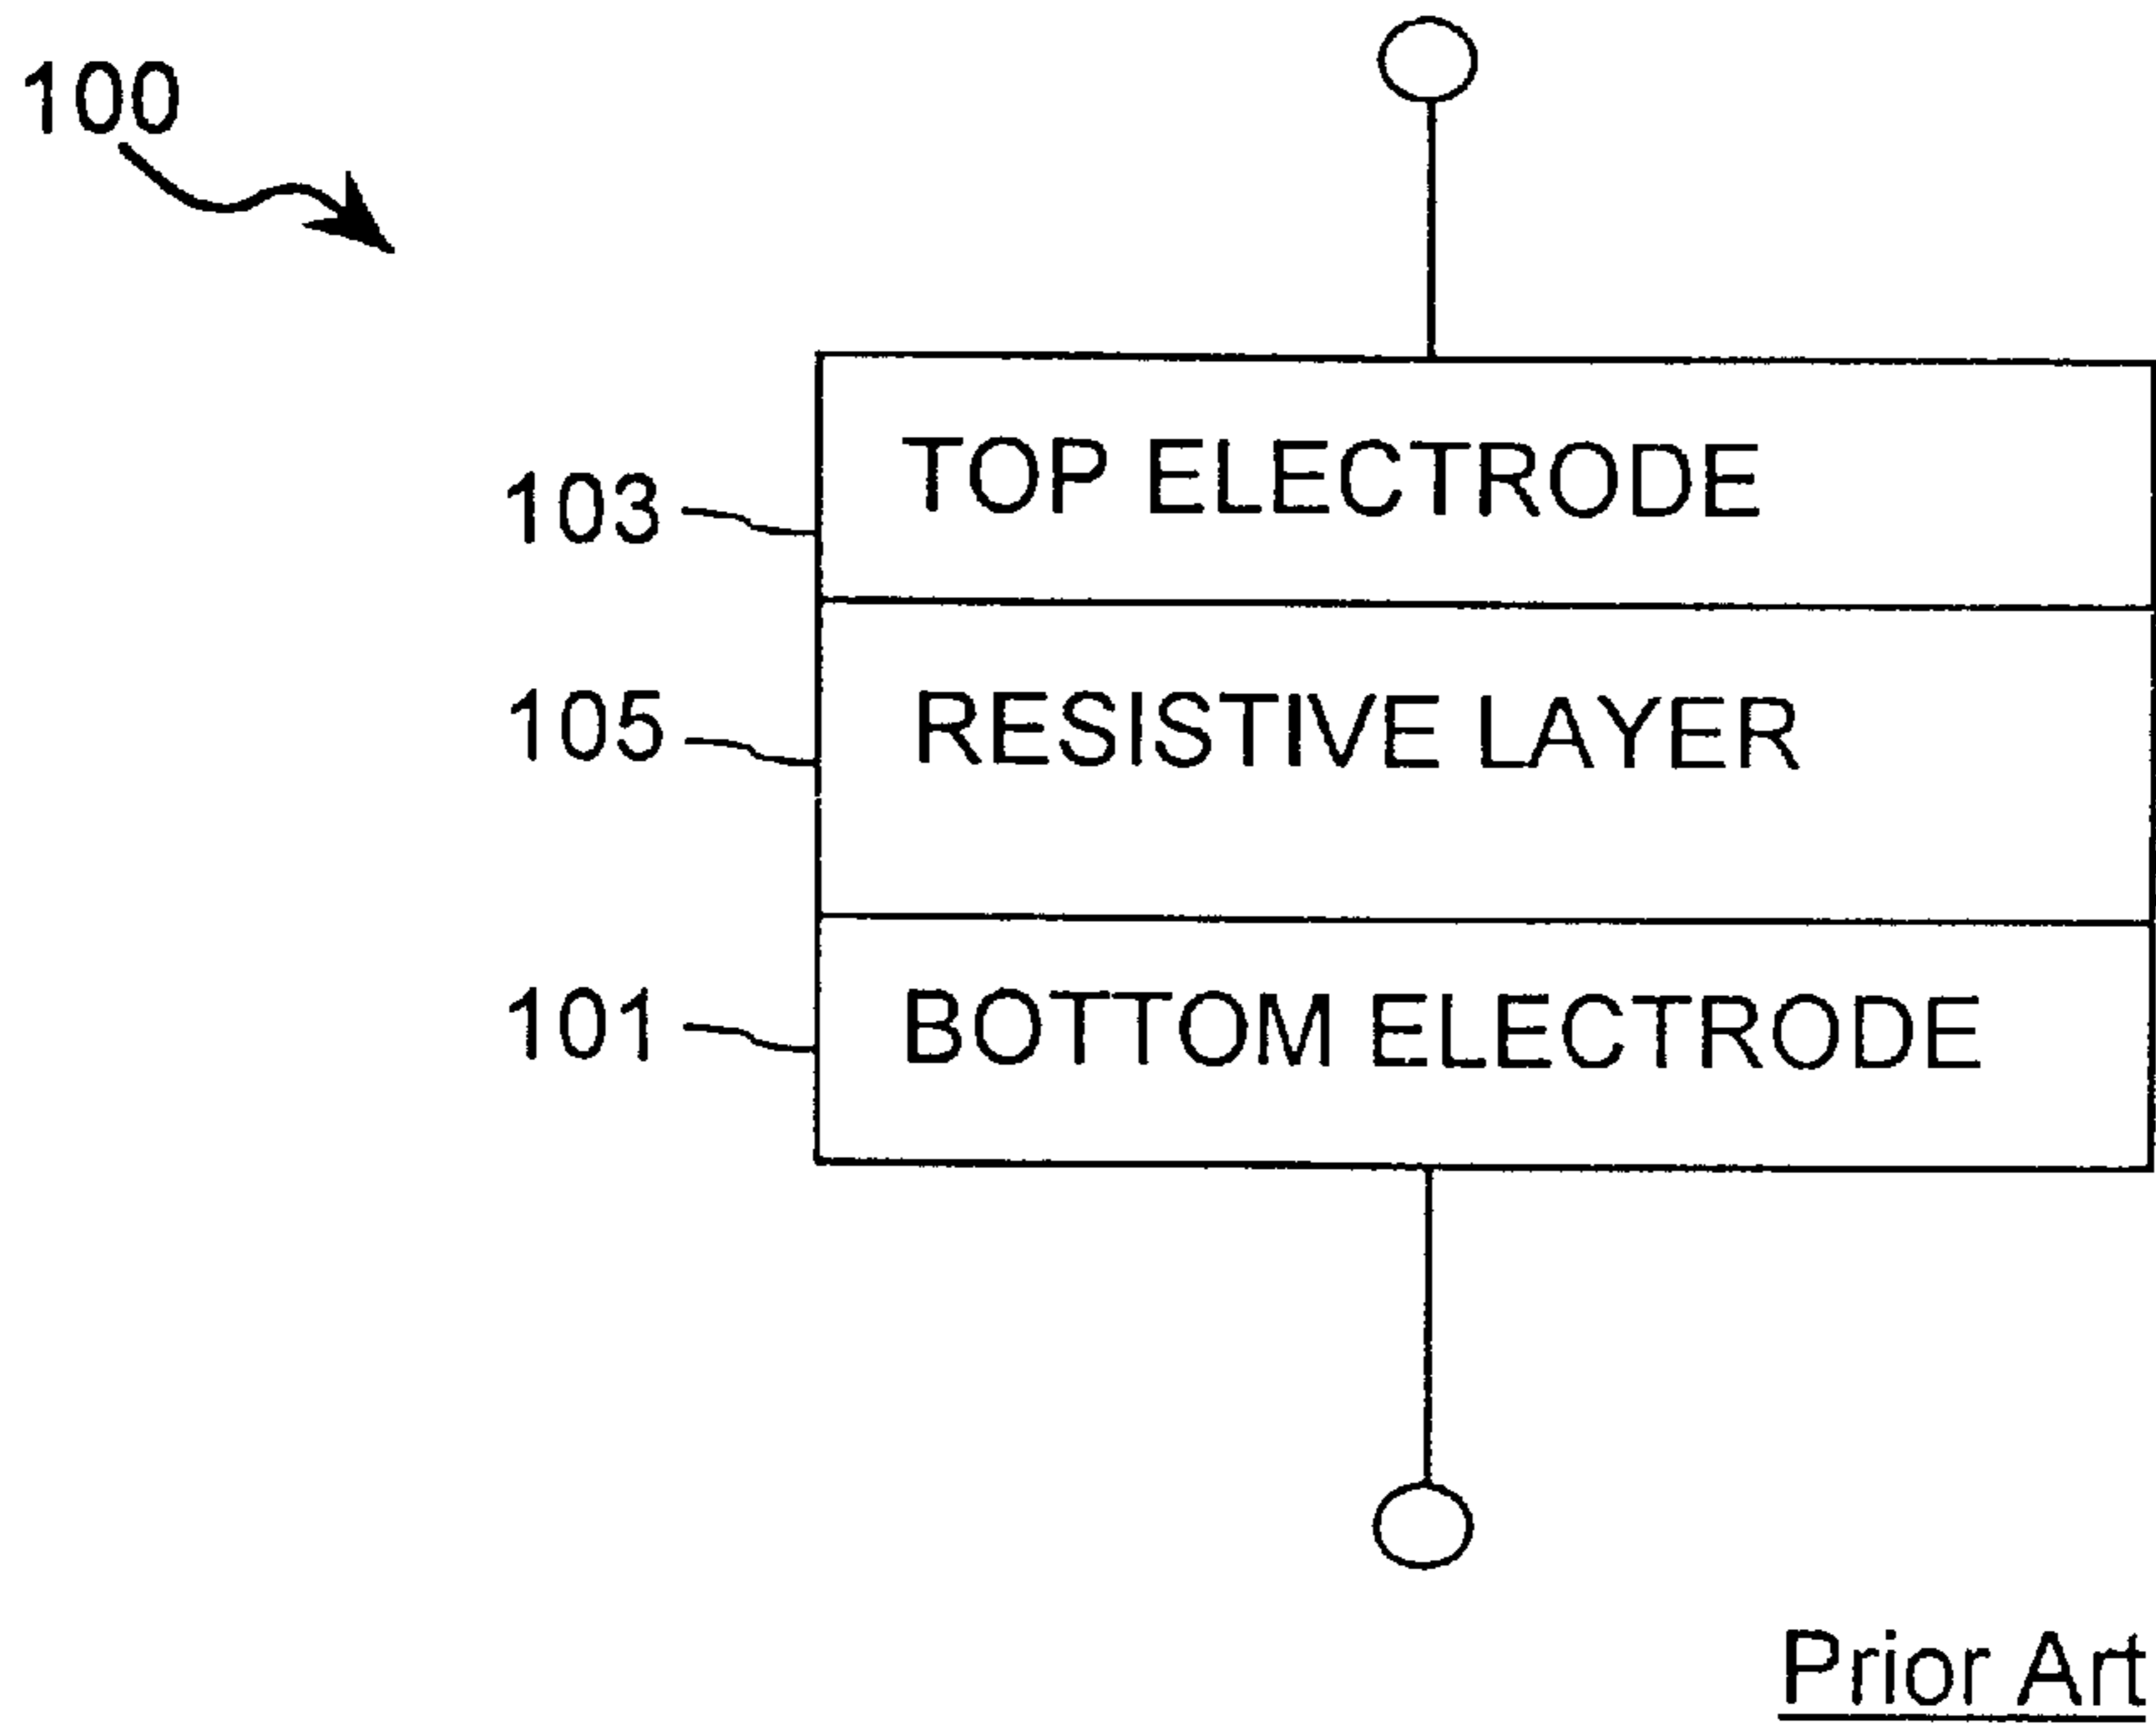 100
103 TOP ELECTRODE
105 RESISTIVE LAYER
101 BOTTOM ELECTRODE
Prior Art